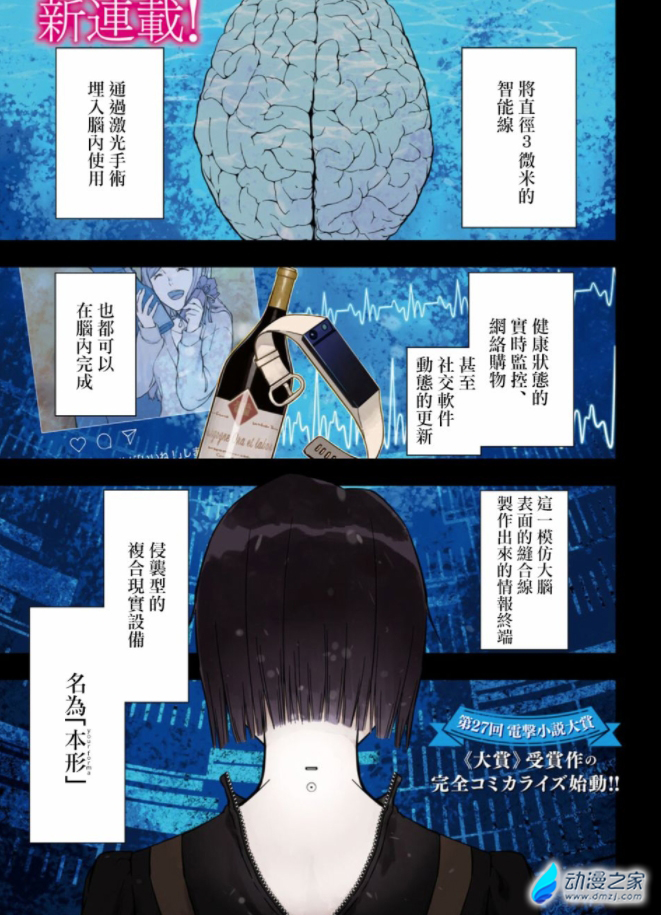 新連載!
將直徑3微米的
智能線
通過激光手術
埋入腦內使用
健康狀態的
實時監控、
網絡購物
甚至
社交軟件
動態的更新
也都可以
在腦內完成
這一模仿大腦
表面的縫合線
製作出來的情報終端
侵襲型的
複合現實設備
名為「本形」
your forma
第27回 電撃小説大賞
《大賞》受賞作の
完全コミカライズ始動!!
动漫之家
www.dmzj.com